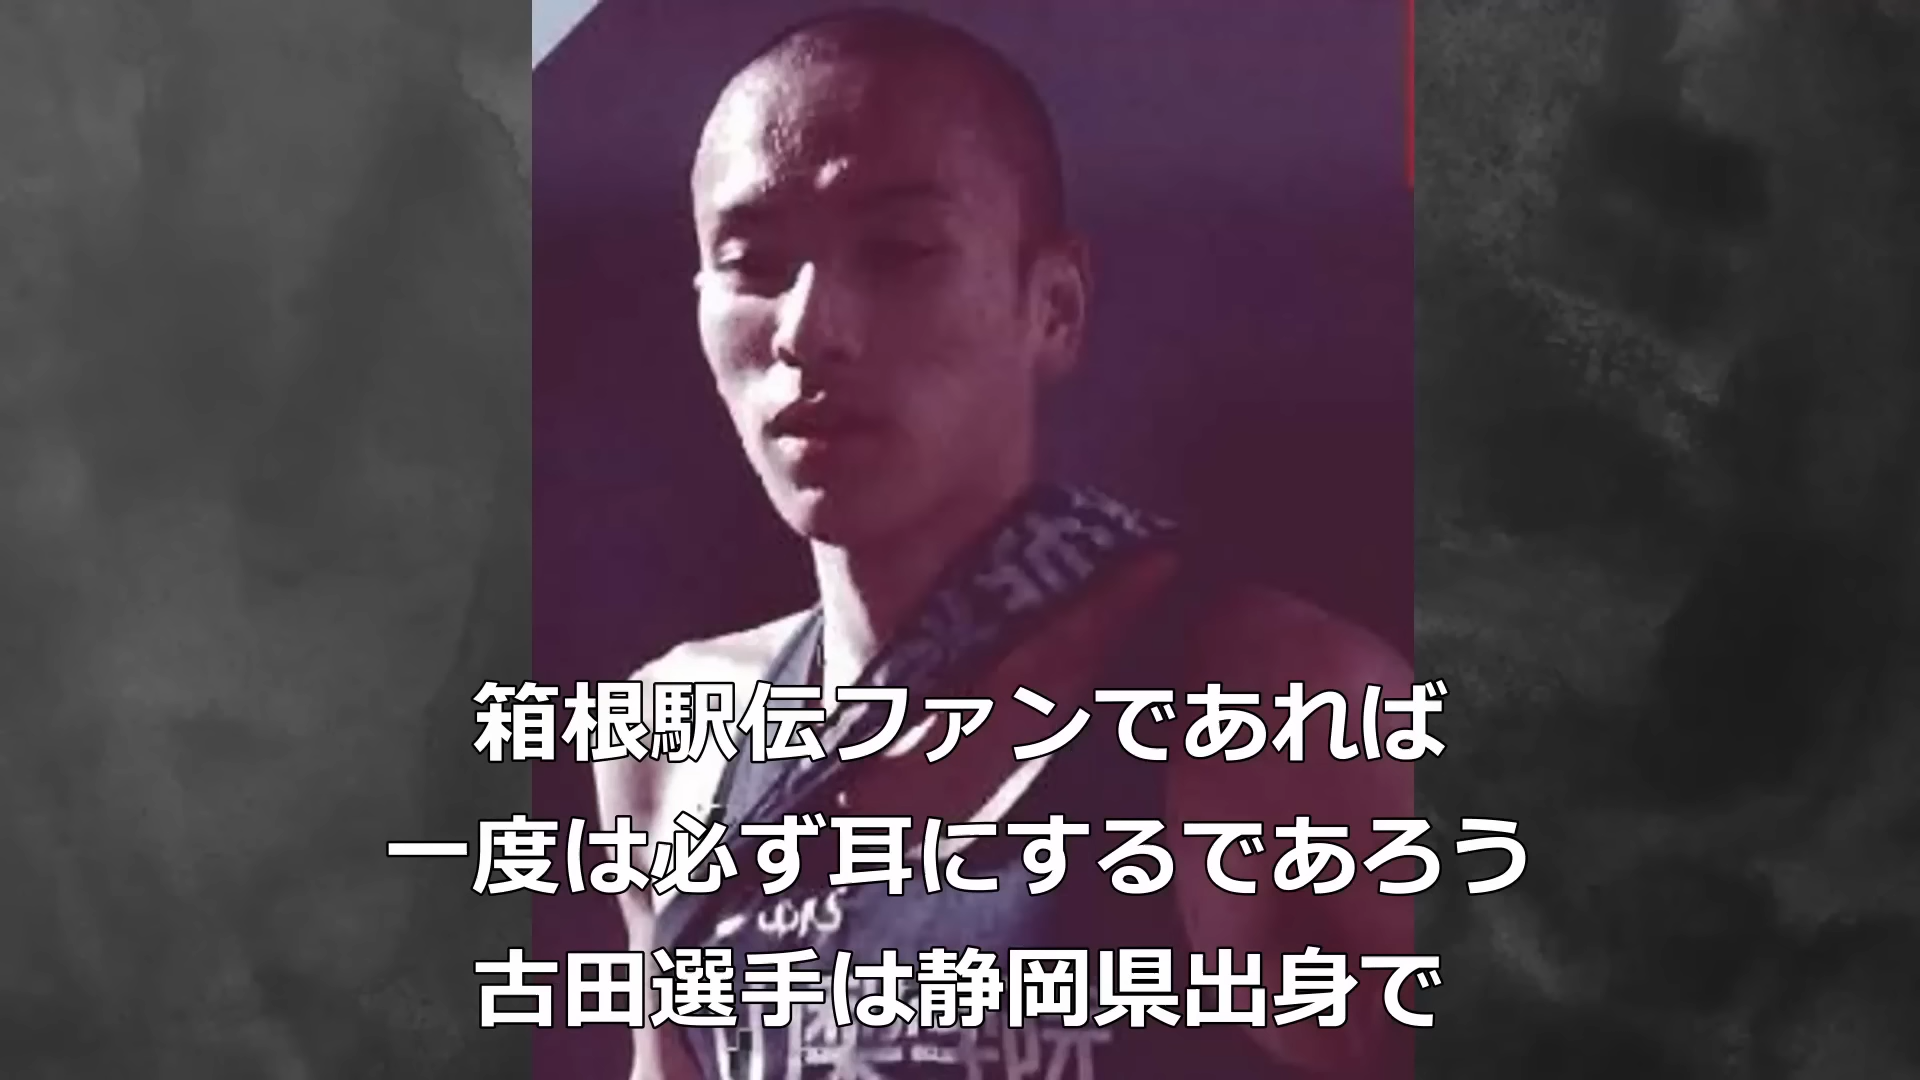 箱根駅伝ファンであれば
一度は必ず耳にするであろう
古田選手は静岡県出身で